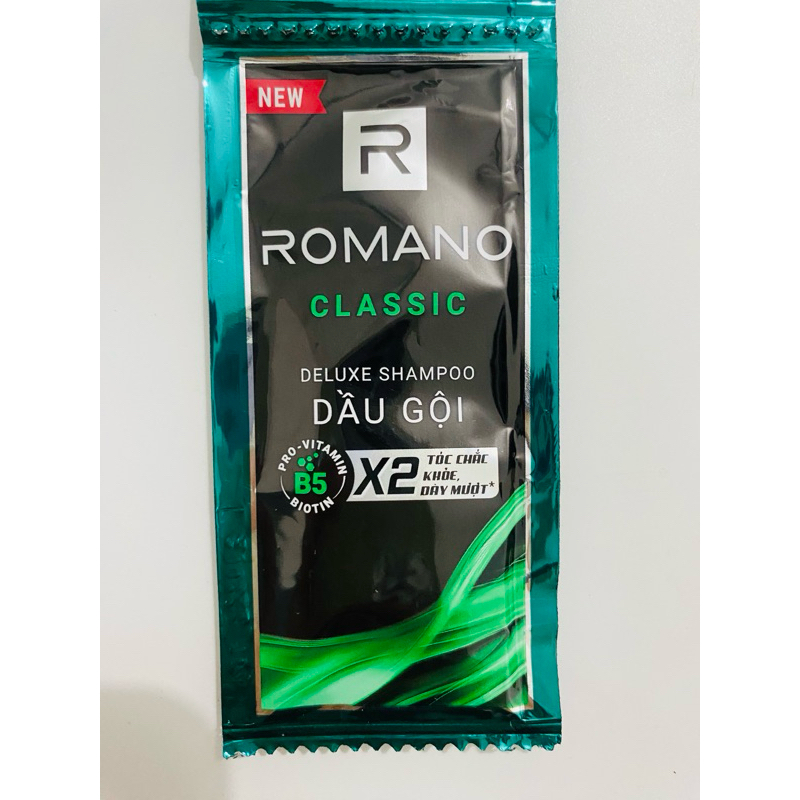 NEW
R
ROMANO
CLASSIC
DELUXE SHAMPOO
DẦU GỘI
PRO-VITAMIN
B5
BIOTIN
X2
TÓC CHẮC
KHỎE,
DÀY MƯỢT*